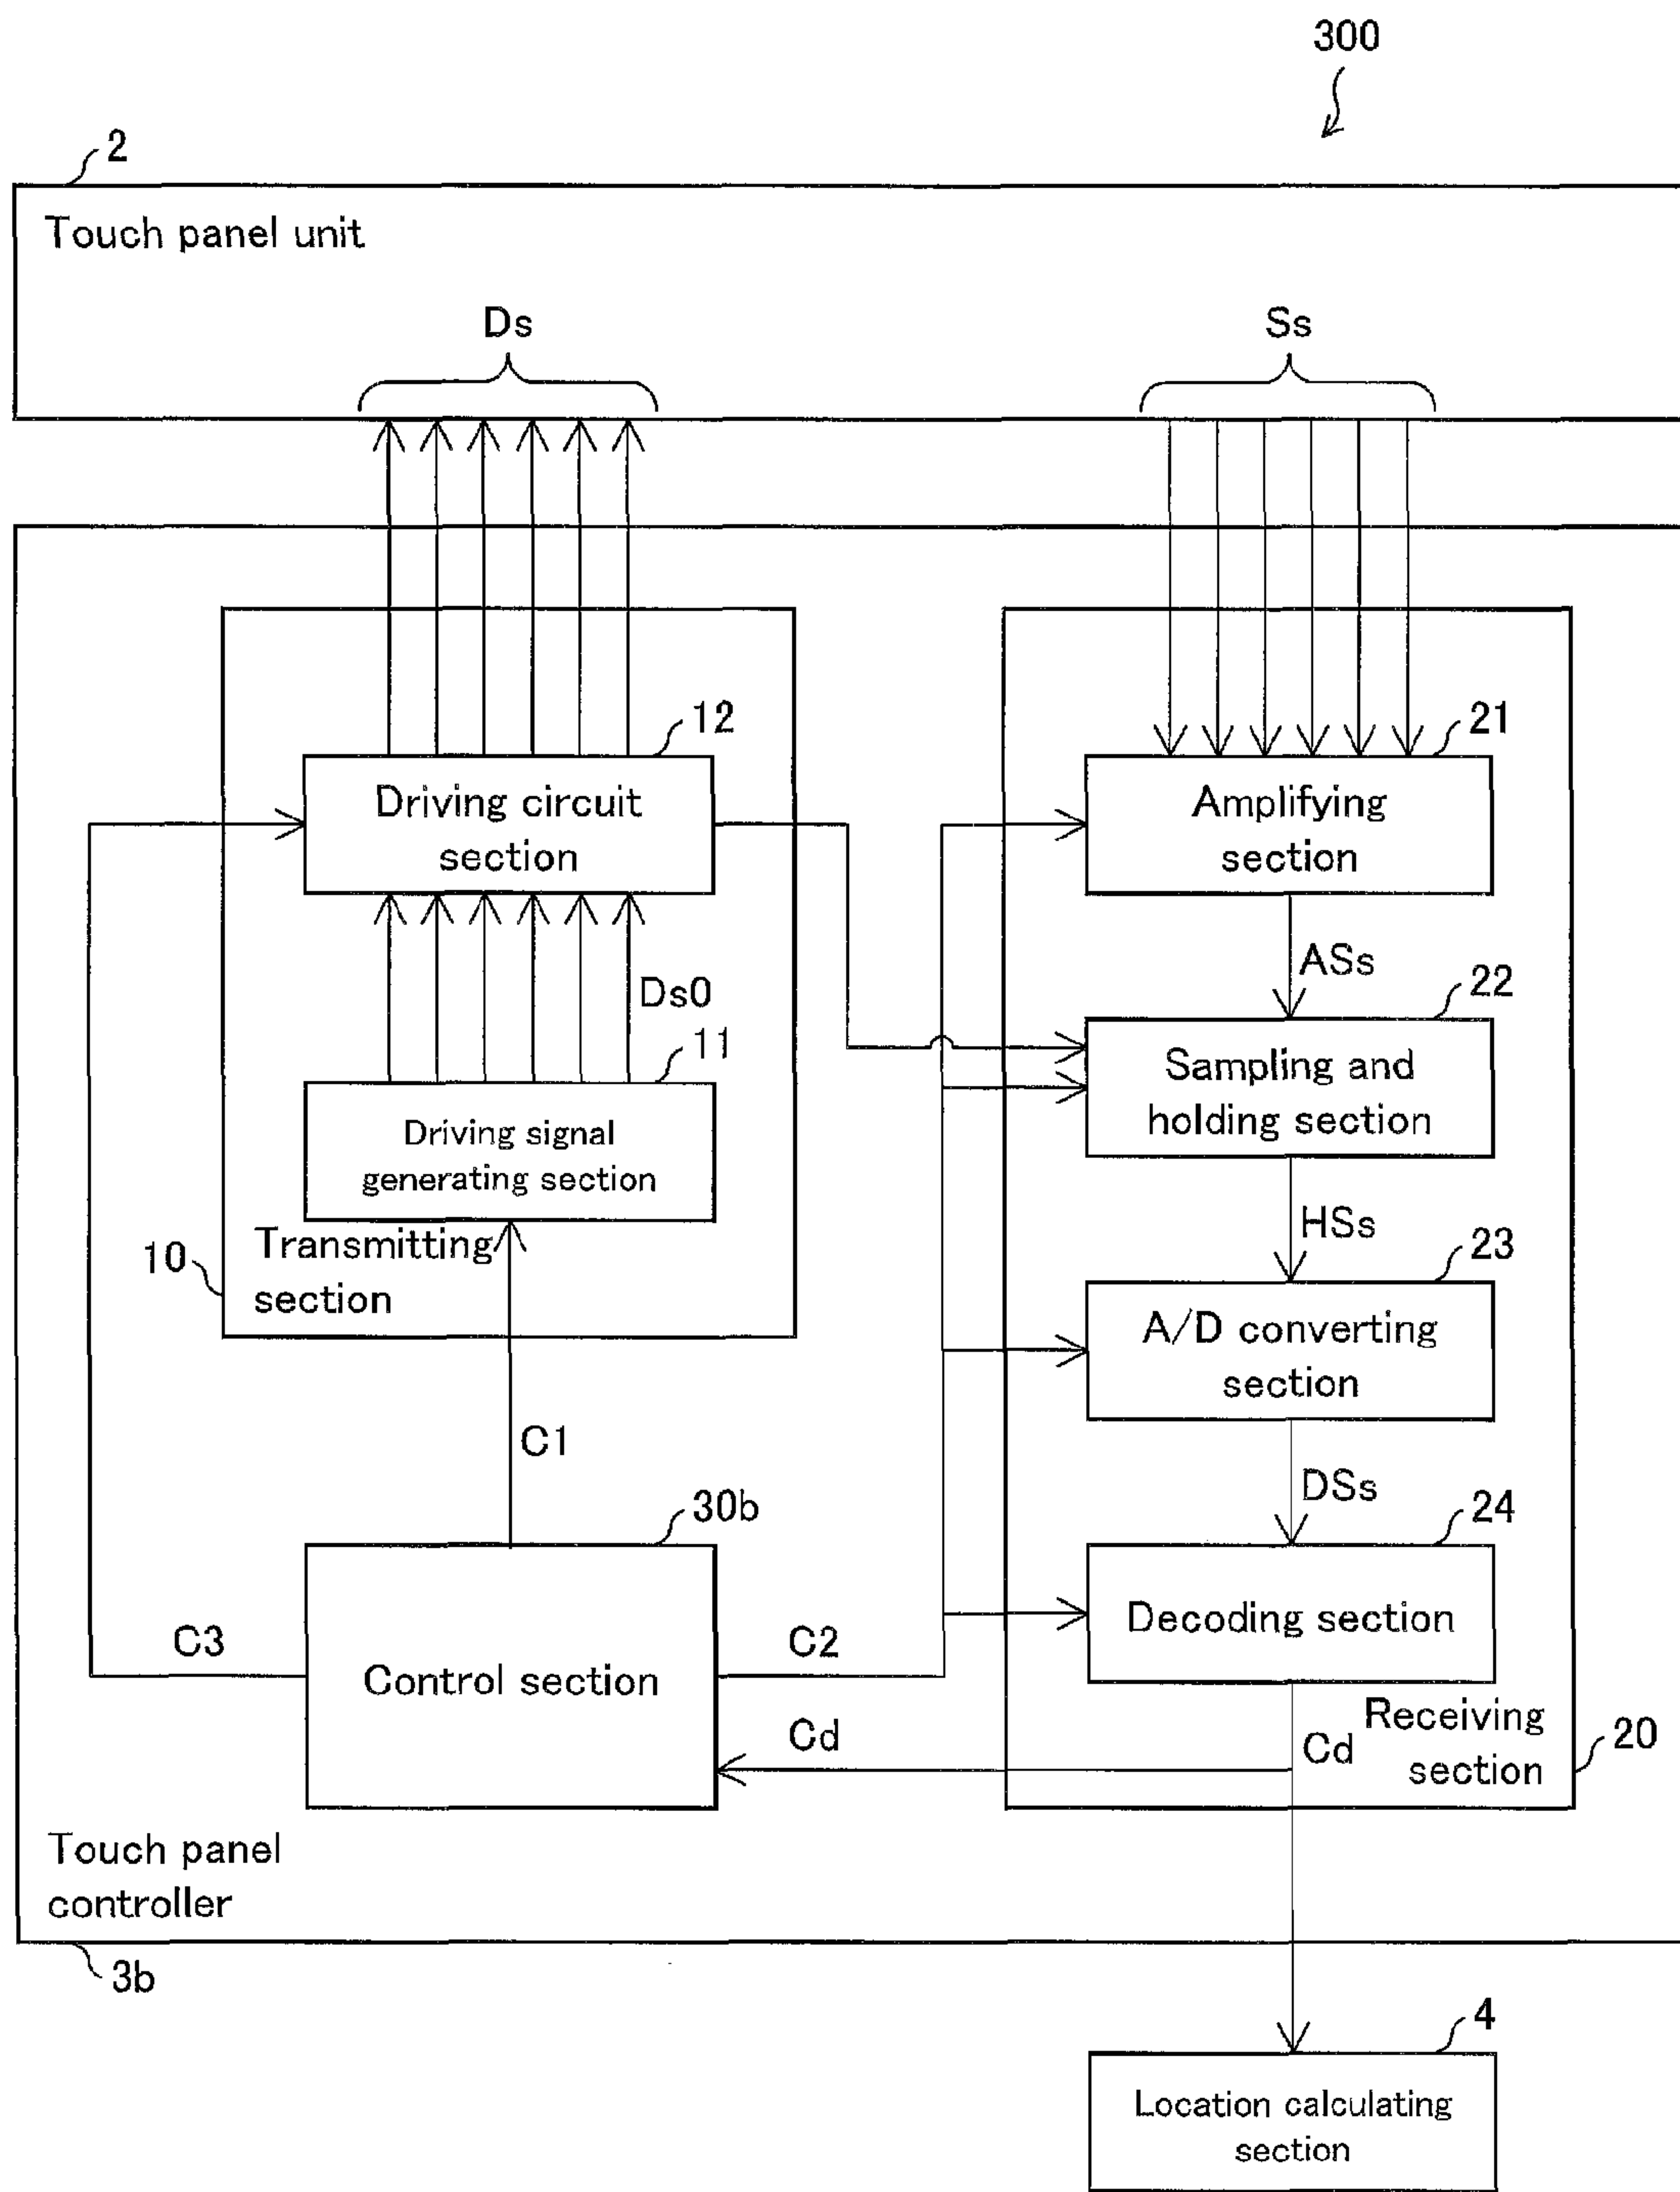 300
2
Touch panel unit
Ds
Ss
12
21
Driving circuit
section
Amplifying
section
ASs
22
Ds0
11
Sampling and
holding section
Driving signal
generating section
HSs
23
10
Transmitting
section
A/D converting
section
C1
DSs
30b
24
Decoding section
C3
C2
Control section
Receiving
section
20
Cd
Cd
Touch panel
controller
3b
4
Location calculating
section